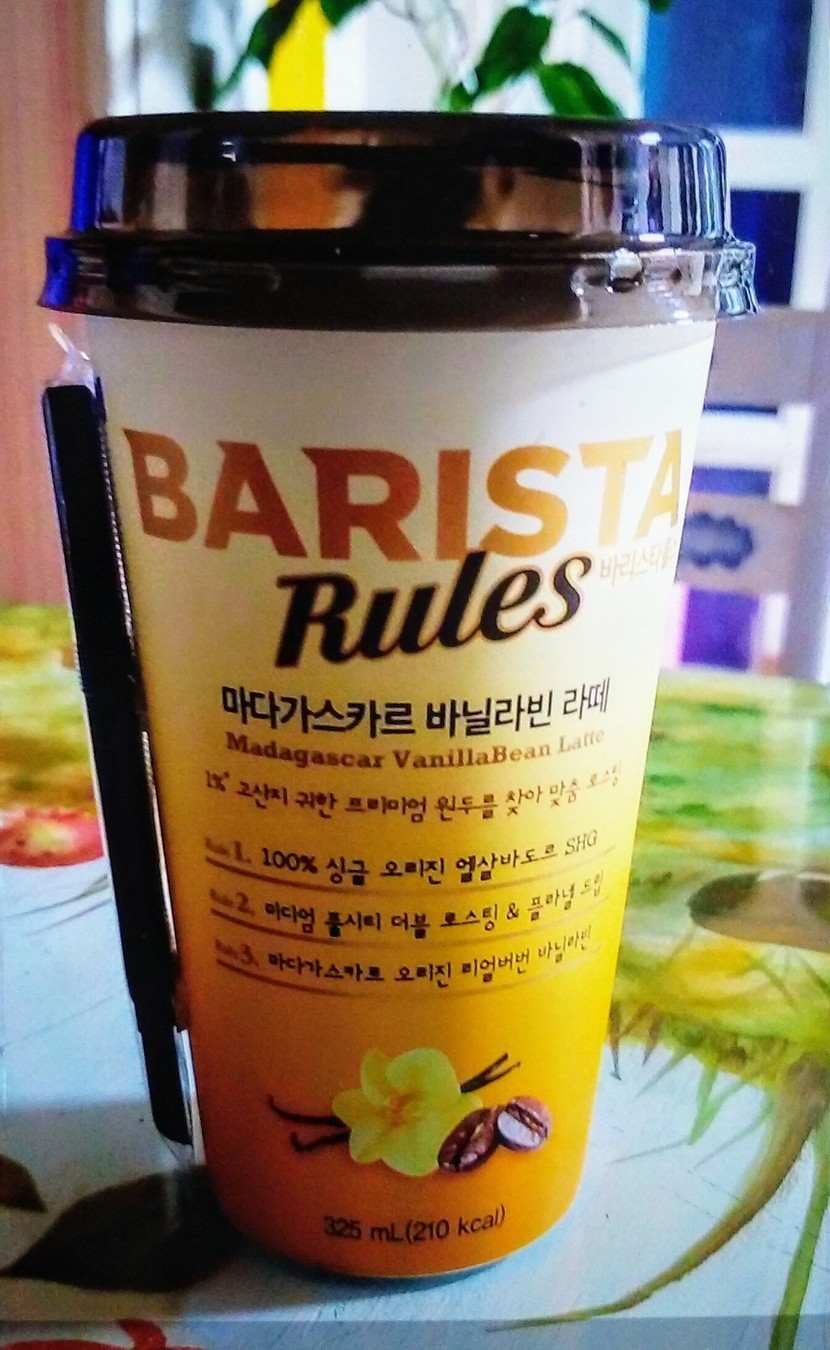 BARISTA
Rules
바리스타룰
마다가스카르 바닐라빈 라떼
Madagascar VanillaBean Latte
1%* 고산지 귀한 프리미엄 원두를 찾아 맞춤 로스팅
Rule 1. 100% 싱글 오리진 엘살바도르 SHG
Rule 2. 미디엄 풀시티 더블 로스팅 & 플란넬 드립
Rule 3. 마다가스카르 오리진 리얼버번 바닐라빈
325 mL(210 kcal)